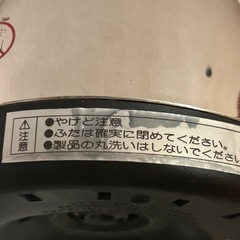 注意
●やけど注意
●ふたは確実に閉めてください。
●製品の丸洗いはしないでくださ